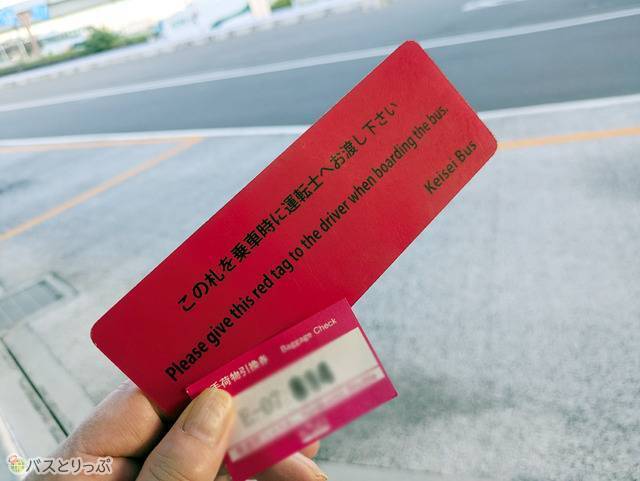 この札を乗車時に運転士へお渡し下さい
Please give this red tag to the driver when boarding the bus.
Keisei Bus
手荷物引換券 Baggage Check
バスとりっぷ